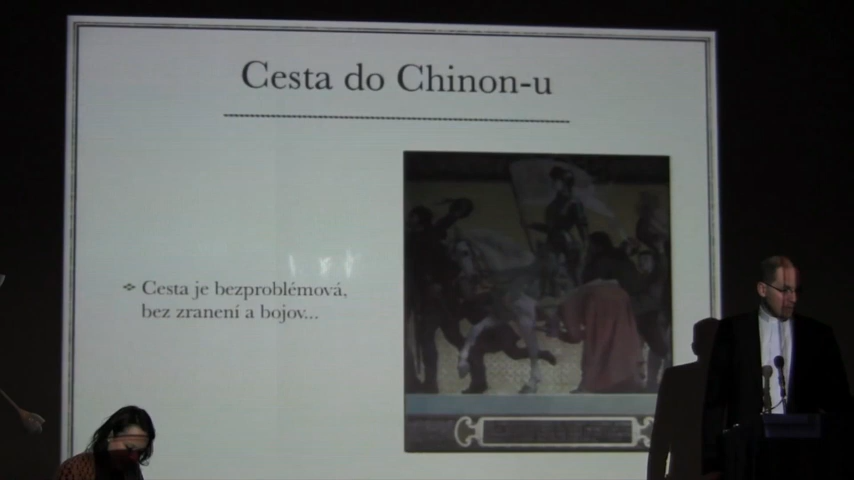 Cesta do Chinon-u
Cesta je bezproblémová,
bez zranení a bojov...